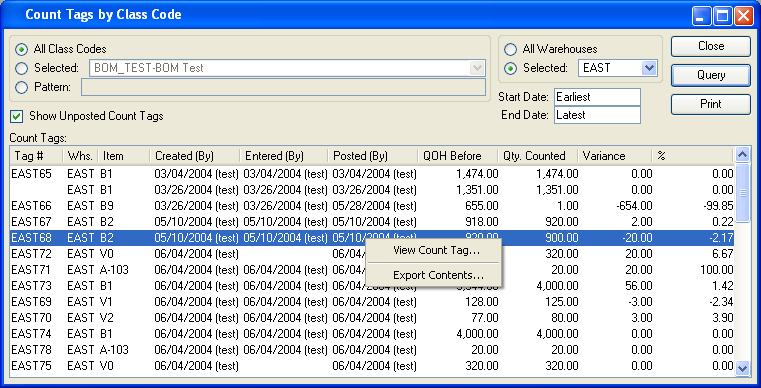 Count Tags by Class Code
All Class Codes
Selected: BOM_TEST-BOM Test
Pattern:
All Warehouses
Selected: EAST
Close
Query
Print
Start Date: Earliest
End Date: Latest
Show Unposted Count Tags
Count Tags:
Tag # Whs. Item Created (By) Entered (By) Posted (By) QOH Before Qty. Counted Variance %
EAST65 EAST B1 03/04/2004 (test) 03/04/2004 (test) 03/04/2004 (test) 1,474.00 1,474.00 0.00 0.00
EAST B1 03/26/2004 (test) 03/26/2004 (test) 03/26/2004 (test) 1,351.00 1,351.00 0.00 0.00
EAST66 EAST B9 03/26/2004 (test) 03/26/2004 (test) 05/28/2004 (test) 655.00 1.00 -654.00 -99.85
EAST67 EAST B2 05/10/2004 (test) 05/10/2004 (test) 05/10/2004 (test) 918.00 920.00 2.00 0.22
EAST68 EAST B2 05/10/2004 (test) 05/10/2004 (test) 05/10/ 920.00 900.00 -20.00 -2.17
EAST72 EAST V0 06/04/2004 (test) 06/04 320.00 20.00 6.67
EAST71 EAST A-103 06/04/2004 (test) 06/04/2004 (test) 06/04 20.00 20.00 100.00
EAST73 EAST B1 06/04/2004 (test) 06/04/2004 (test) 06/04 4,000.00 56.00 1.42
EAST69 EAST V1 06/04/2004 (test) 06/04/2004 (test) 06/04/2004 (test) 128.00 125.00 -3.00 -2.34
EAST70 EAST V2 06/04/2004 (test) 06/04/2004 (test) 06/04/2004 (test) 77.00 80.00 3.00 3.90
EAST74 EAST B1 06/04/2004 (test) 06/04/2004 (test) 06/04/2004 (test) 4,000.00 4,000.00 0.00 0.00
EAST78 EAST A-103 06/04/2004 (test) 06/04/2004 (test) 06/04/2004 (test) 20.00 20.00 0.00 0.00
EAST75 EAST V0 06/04/2004 (test) 06/04/2004 (test) 320.00 320.00 0.00 0.00
View Count Tag...
Export Contents...